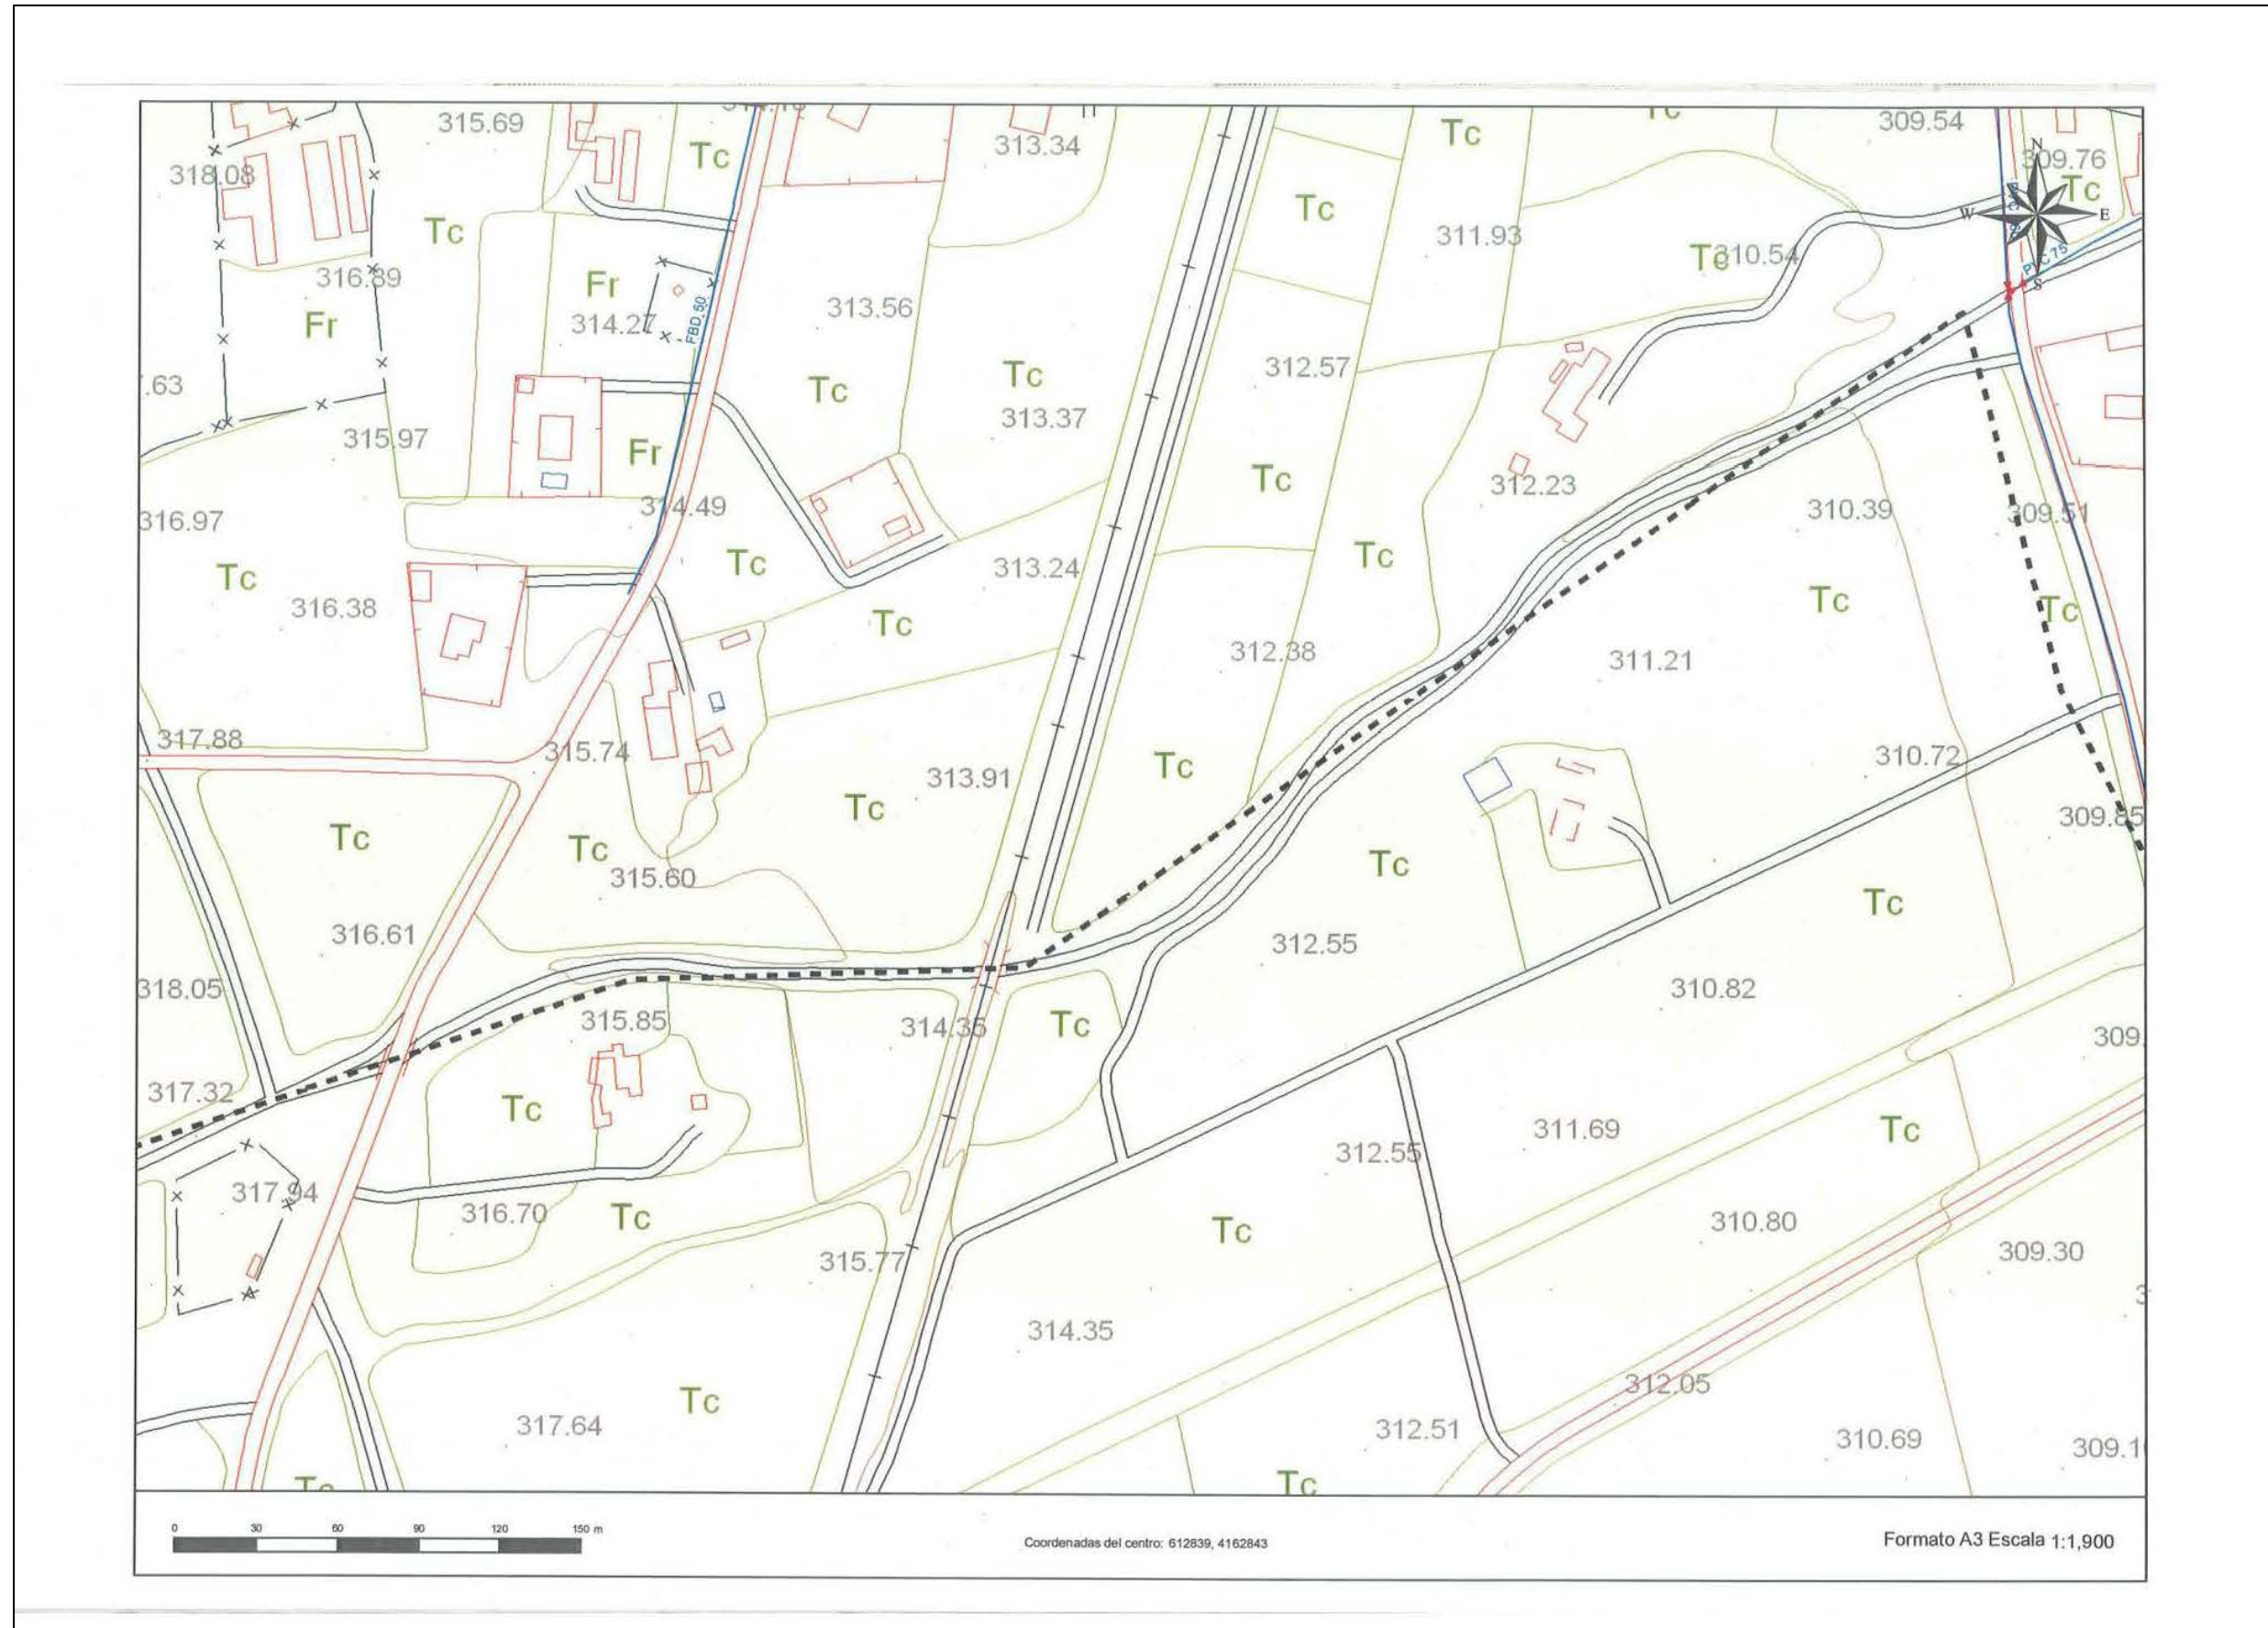 315.69
Tc
313.34
Tc
309.54
309.76
318.08
Tc
N
Tc
Tc
W
E
S
316.89
Fr
314.27
FBD. 50
313.56
311.93
310.54
PVC 75
Fr
.63
Tc
Tc
313.37
312.57
315.97
Fr
314.49
Tc
312.23
310.39
309.51
316.97
Tc
316.38
Tc
313.24
Tc
Tc
Tc
Tc
312.38
311.21
317.88
315.74
313.91
Tc
310.72
Tc
Tc
Tc
315.60
Tc
309.85
Tc
316.61
312.55
318.05
315.85
314.35
Tc
310.82
309.
317.32
Tc
312.55
311.69
Tc
317.94
316.70
Tc
315.77
Tc
310.80
309.30
314.35
Tc
317.64
312.05
312.51
310.69
309.1
Tc
Tc
0 30 60 90 120 150 m
Coordenadas del centro: 612839, 4162843
Formato A3 Escala 1:1,900